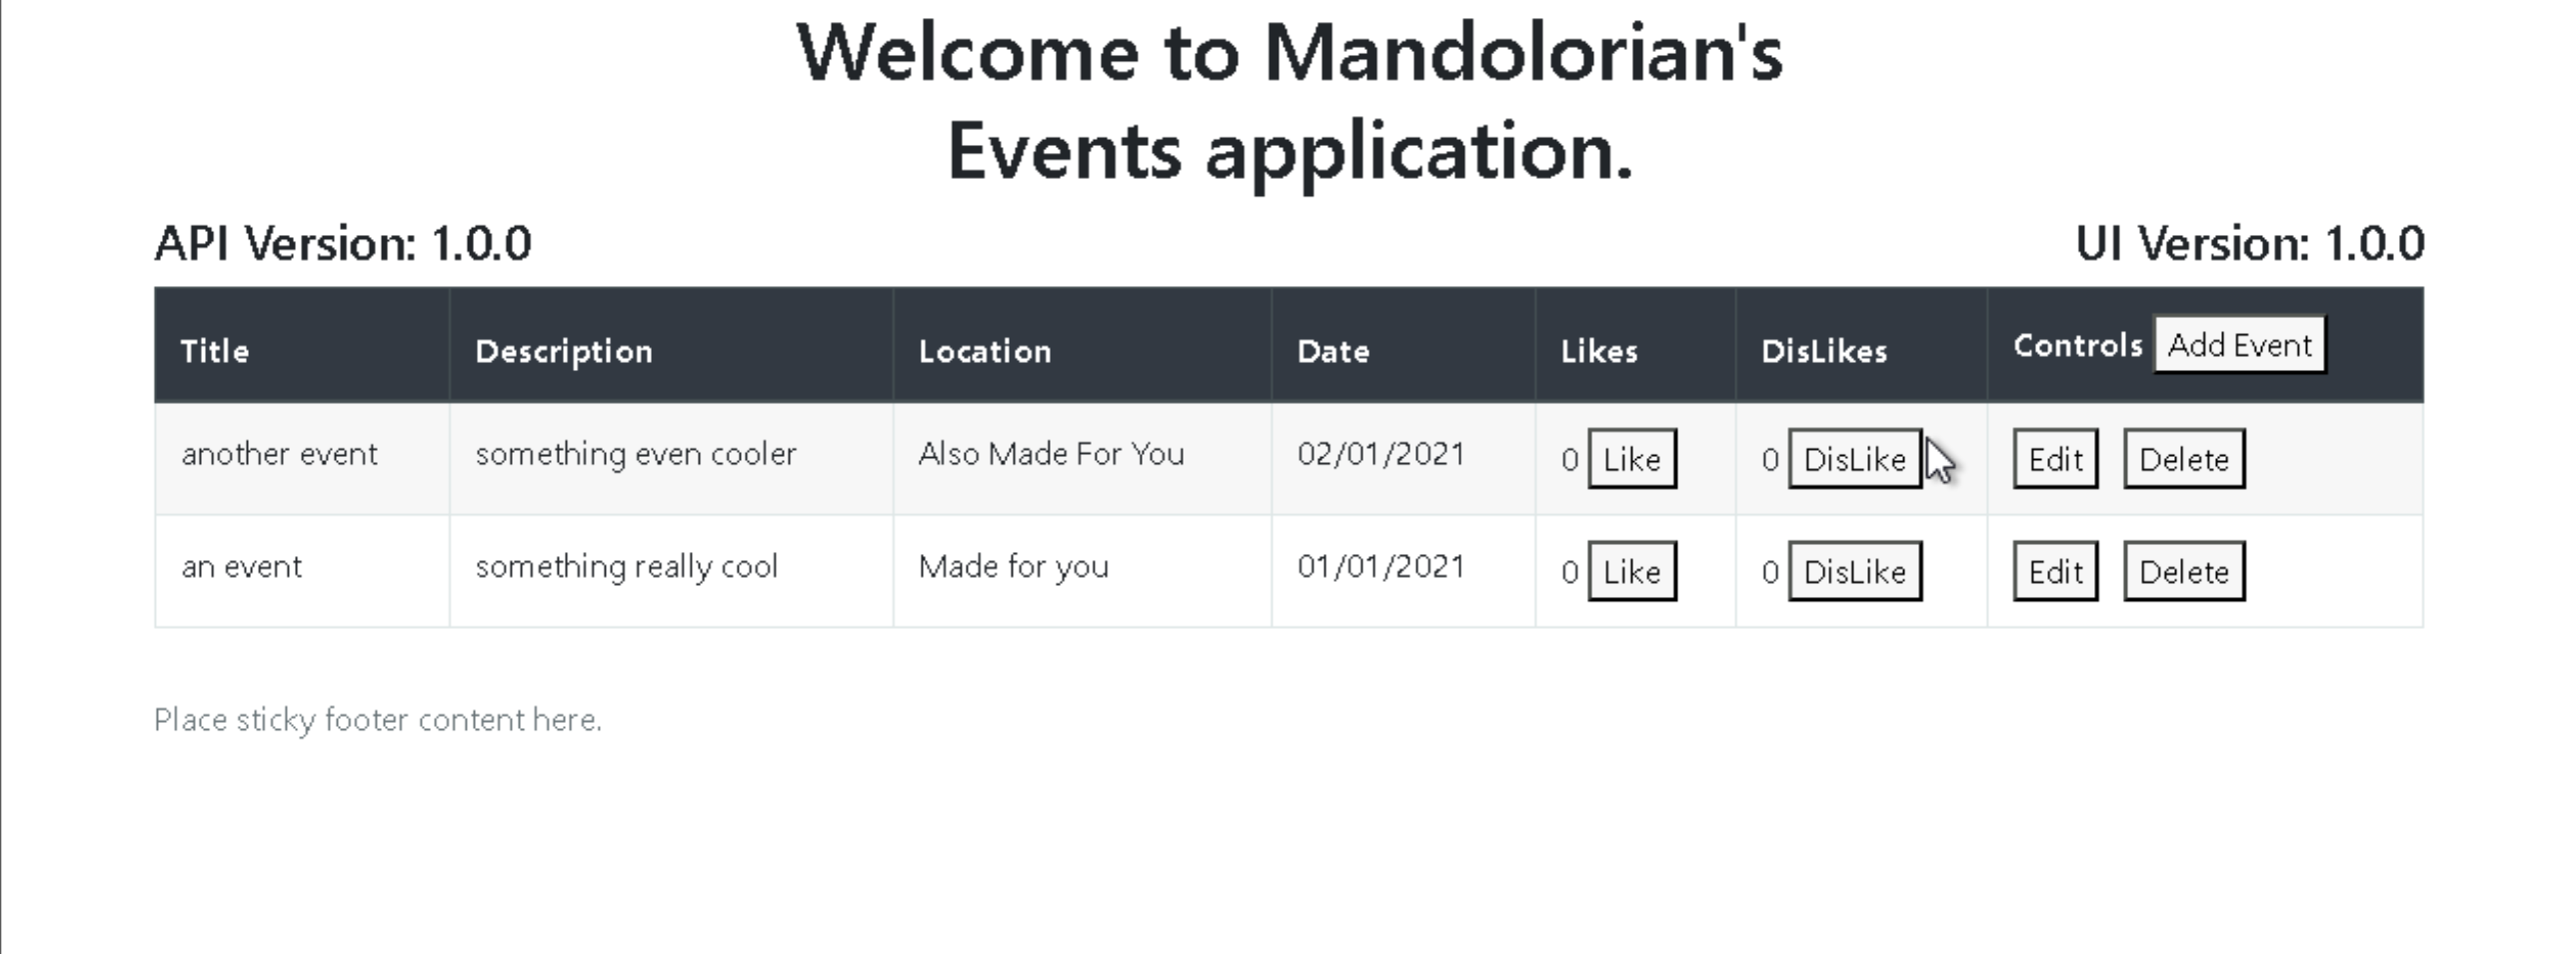 Welcome to Mandolorian's
Events application.
API Version: 1.0.0 UI Version: 1.0.0
Title Description Location Date Likes DisLikes Controls Add Event
another event something even cooler Also Made For You 02/01/2021 0 Like 0 DisLike Edit Delete
an event something really cool Made for you 01/01/2021 0 Like 0 DisLike Edit Delete
Place sticky footer content here.